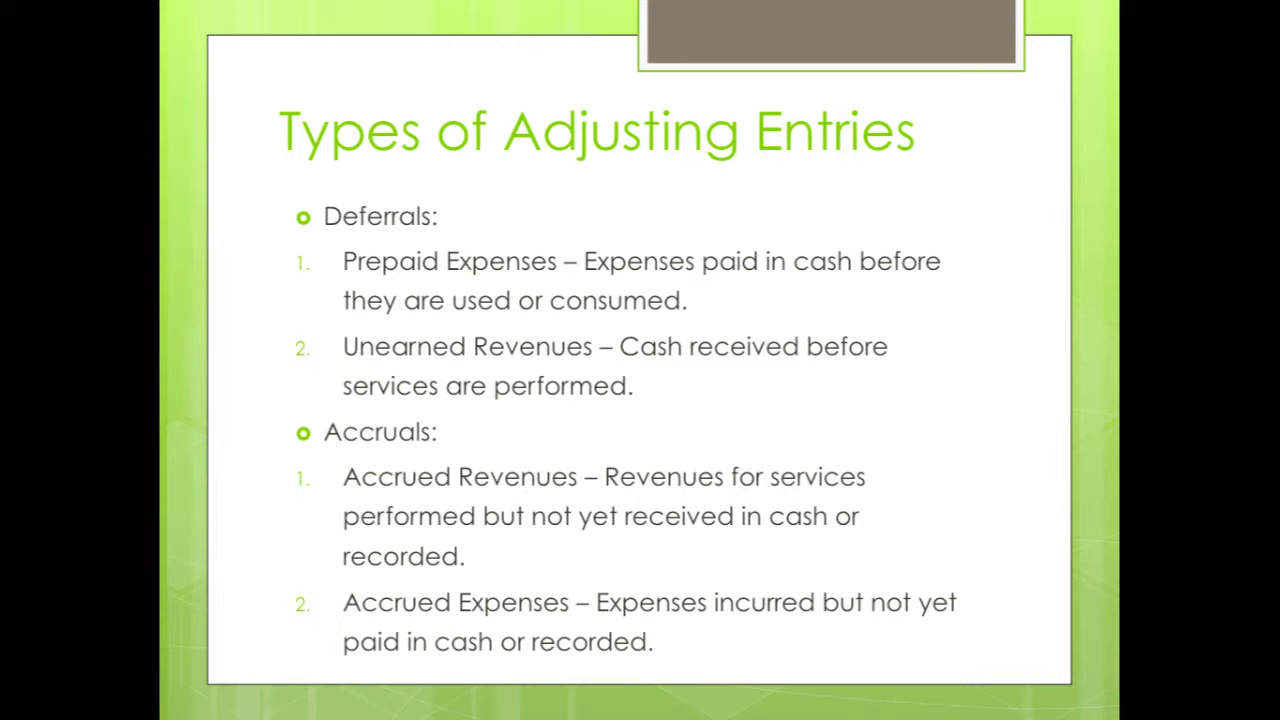 Types of Adjusting Entries
Deferrals:
1. Prepaid Expenses – Expenses paid in cash before
they are used or consumed.
2. Unearned Revenues – Cash received before
services are performed.
Accruals:
1. Accrued Revenues – Revenues for services
performed but not yet received in cash or
recorded.
2. Accrued Expenses – Expenses incurred but not yet
paid in cash or recorded.